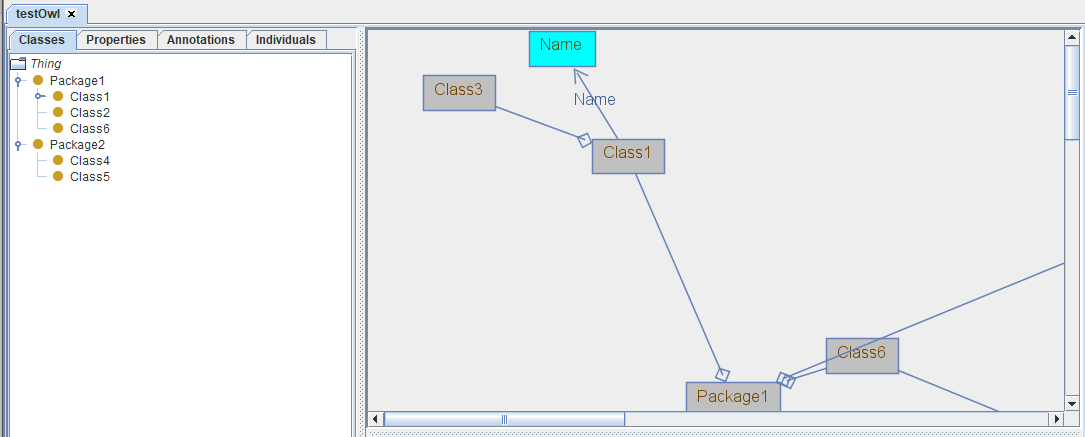 testOwl
Classes Properties Annotations Individuals
Thing
Package1
Class1
Class2
Class6
Package2
Class4
Class5
Name
Class3
Name
Class1
Class6
Package1